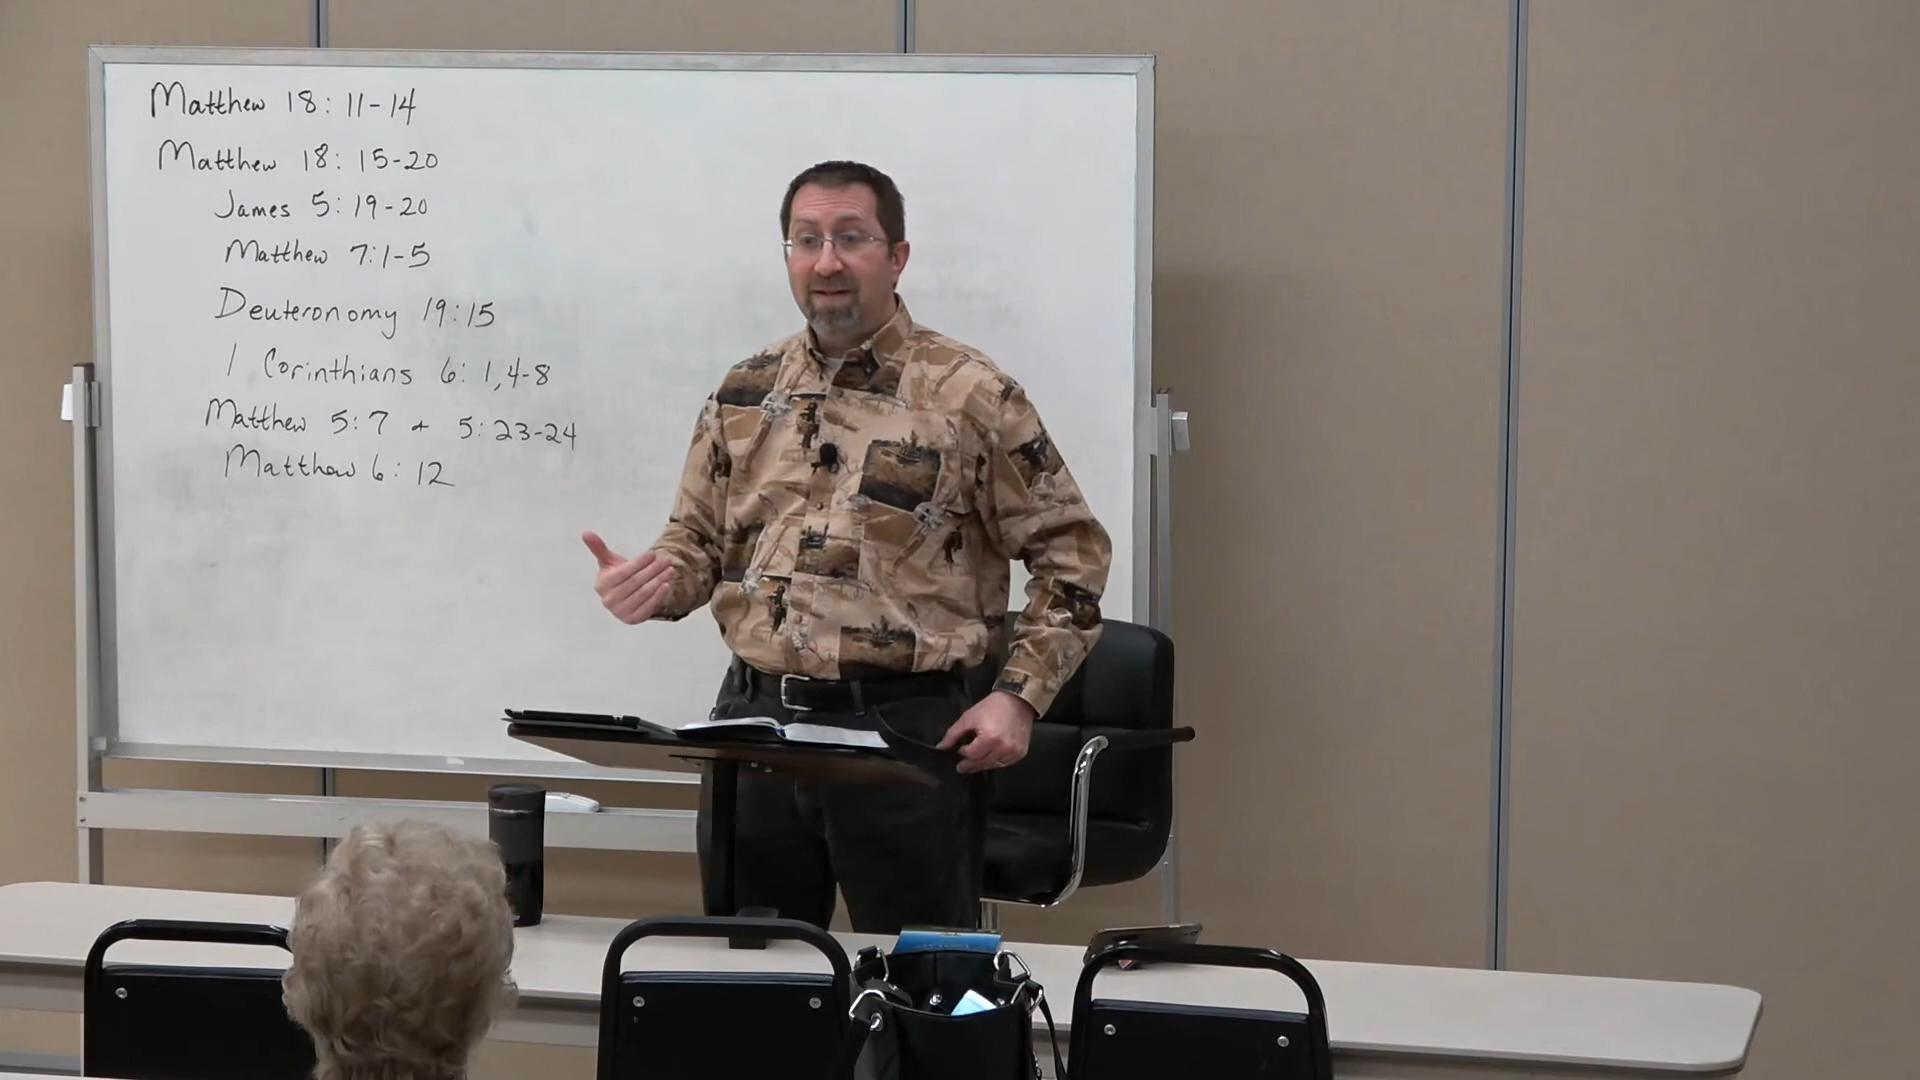 Matthew 18: 11-14
Matthew 18: 15-20
James 5: 19-20
Matthew 7:1-5
Deuteronomy 19:15
1 Corinthians 6: 1,4-8
Matthew 5:7 + 5: 23-24
Matthew 6: 12